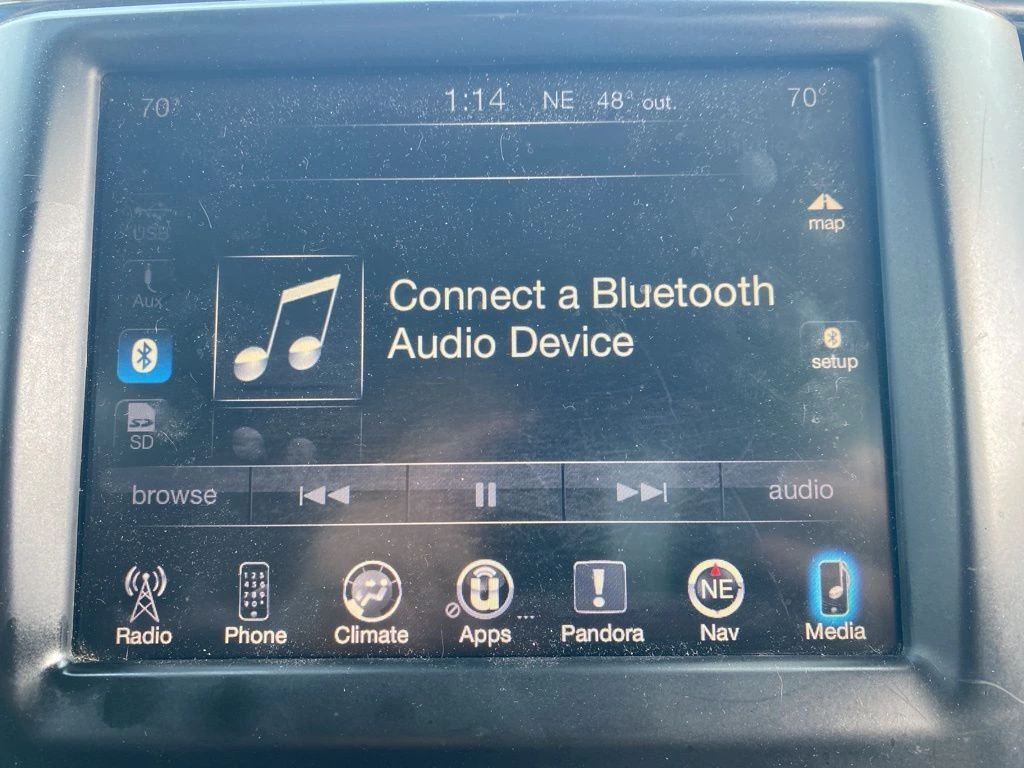 70°
1:14 NE 48° out.
70°
USB
Aux
SD
Connect a Bluetooth
Audio Device
map
setup
browse
audio
NE
Radio
Phone
Climate
Apps
Pandora
Nav
Media